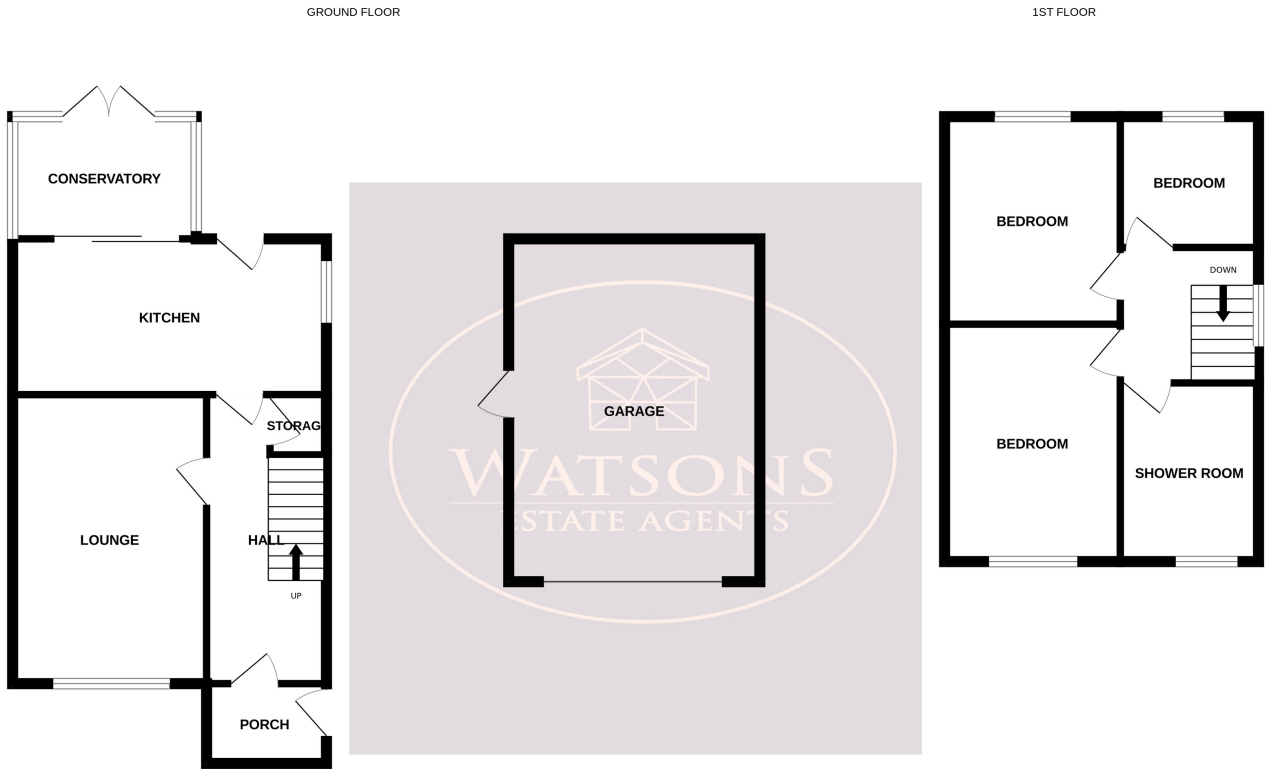 GROUND FLOOR
1ST FLOOR
CONSERVATORY
KITCHEN
STORAG
LOUNGE
HALL
UP
PORCH
GARAGE
WATSONS
ESTATE AGENTS
BEDROOM
BEDROOM
DOWN
BEDROOM
SHOWER ROOM